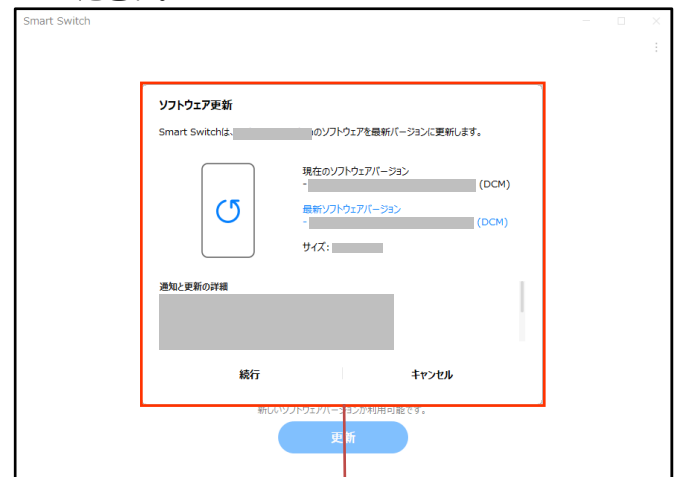 Smart Switch
ソフトウェア更新
Smart Switchは、 のソフトウェアを最新バージョンに更新します。
現在のソフトウェアバージョン
- (DCM)
最新ソフトウェアバージョン
- (DCM)
サイズ:
通知と更新の詳細
続行 キャンセル
新しいソフトウェアバージョンが利用可能です。
更新